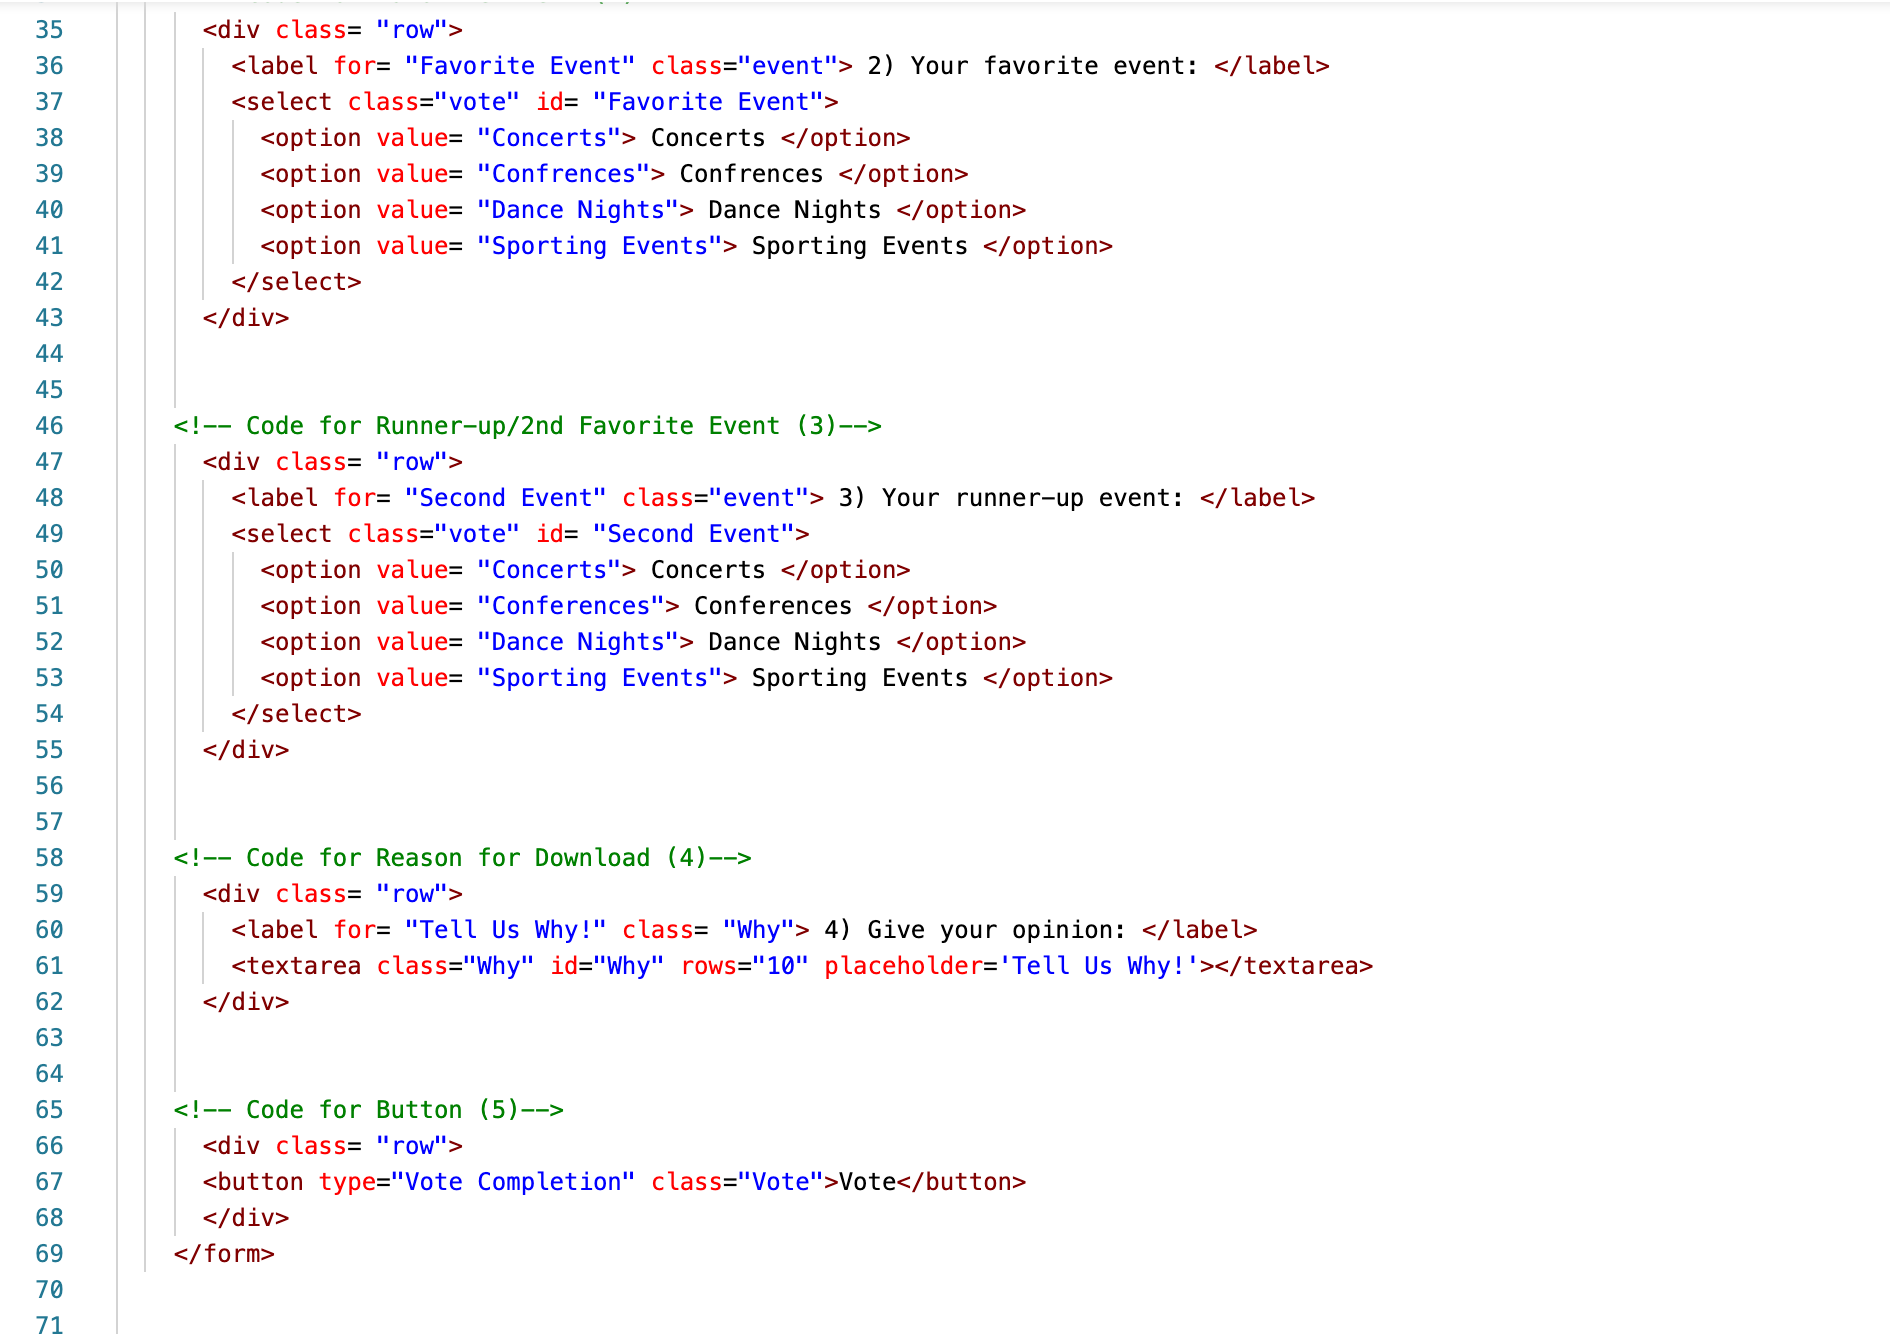 35 <div class= "row">
36 <label for= "Favorite Event" class="event"> 2) Your favorite event: </label>
37 <select class="vote" id= "Favorite Event">
38 <option value= "Concerts"> Concerts </option>
39 <option value= "Confrences"> Confrences </option>
40 <option value= "Dance Nights"> Dance Nights </option>
41 <option value= "Sporting Events"> Sporting Events </option>
42 </select>
43 </div>
44
45
46 <!-- Code for Runner-up/2nd Favorite Event (3)-->
47 <div class= "row">
48 <label for= "Second Event" class="event"> 3) Your runner-up event: </label>
49 <select class="vote" id= "Second Event">
50 <option value= "Concerts"> Concerts </option>
51 <option value= "Conferences"> Conferences </option>
52 <option value= "Dance Nights"> Dance Nights </option>
53 <option value= "Sporting Events"> Sporting Events </option>
54 </select>
55 </div>
56
57
58 <!-- Code for Reason for Download (4)-->
59 <div class= "row">
60 <label for= "Tell Us Why!" class= "Why"> 4) Give your opinion: </label>
61 <textarea class="Why" id="Why" rows="10" placeholder='Tell Us Why!'></textarea>
62 </div>
63
64
65 <!-- Code for Button (5)-->
66 <div class= "row">
67 <button type="Vote Completion" class="Vote">Vote</button>
68 </div>
69 </form>
70
71